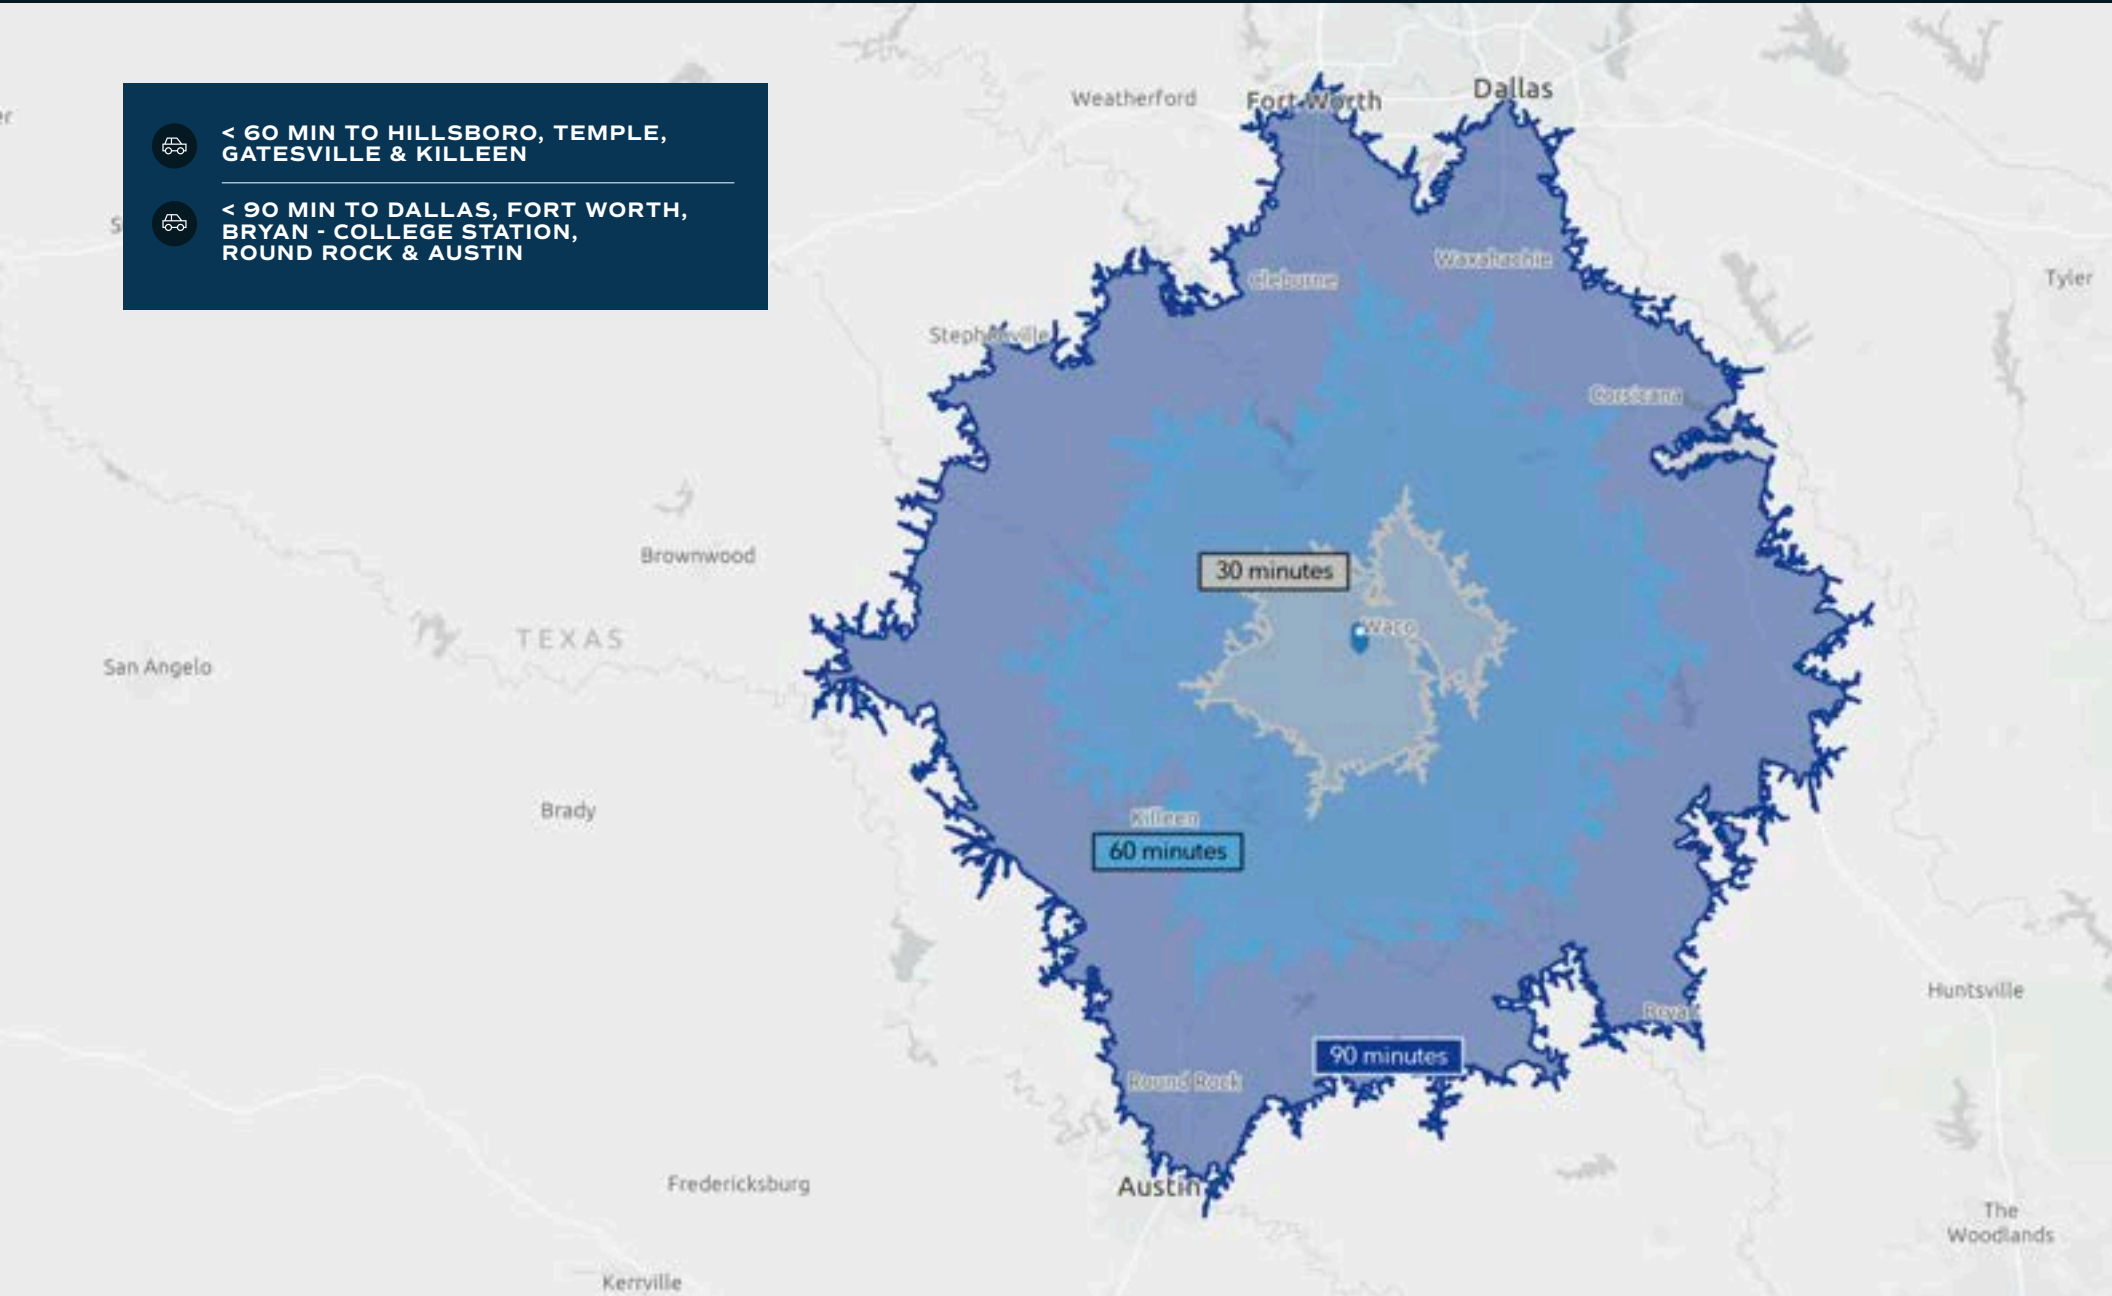 < 60 MIN TO HILLSBORO, TEMPLE,
GATESVILLE & KILLEEN
< 90 MIN TO DALLAS, FORT WORTH,
BRYAN - COLLEGE STATION,
ROUND ROCK & AUSTIN
Weatherford
Fort Worth
Dallas
Waxahachie
Cleburne
Tyler
Stephenville
Corsicana
Brownwood
30 minutes
Waco
TEXAS
San Angelo
Brady
Killeen
60 minutes
Huntsville
Bryan
90 minutes
Round Rock
Fredericksburg
Austin
The
Woodlands
Kerrville